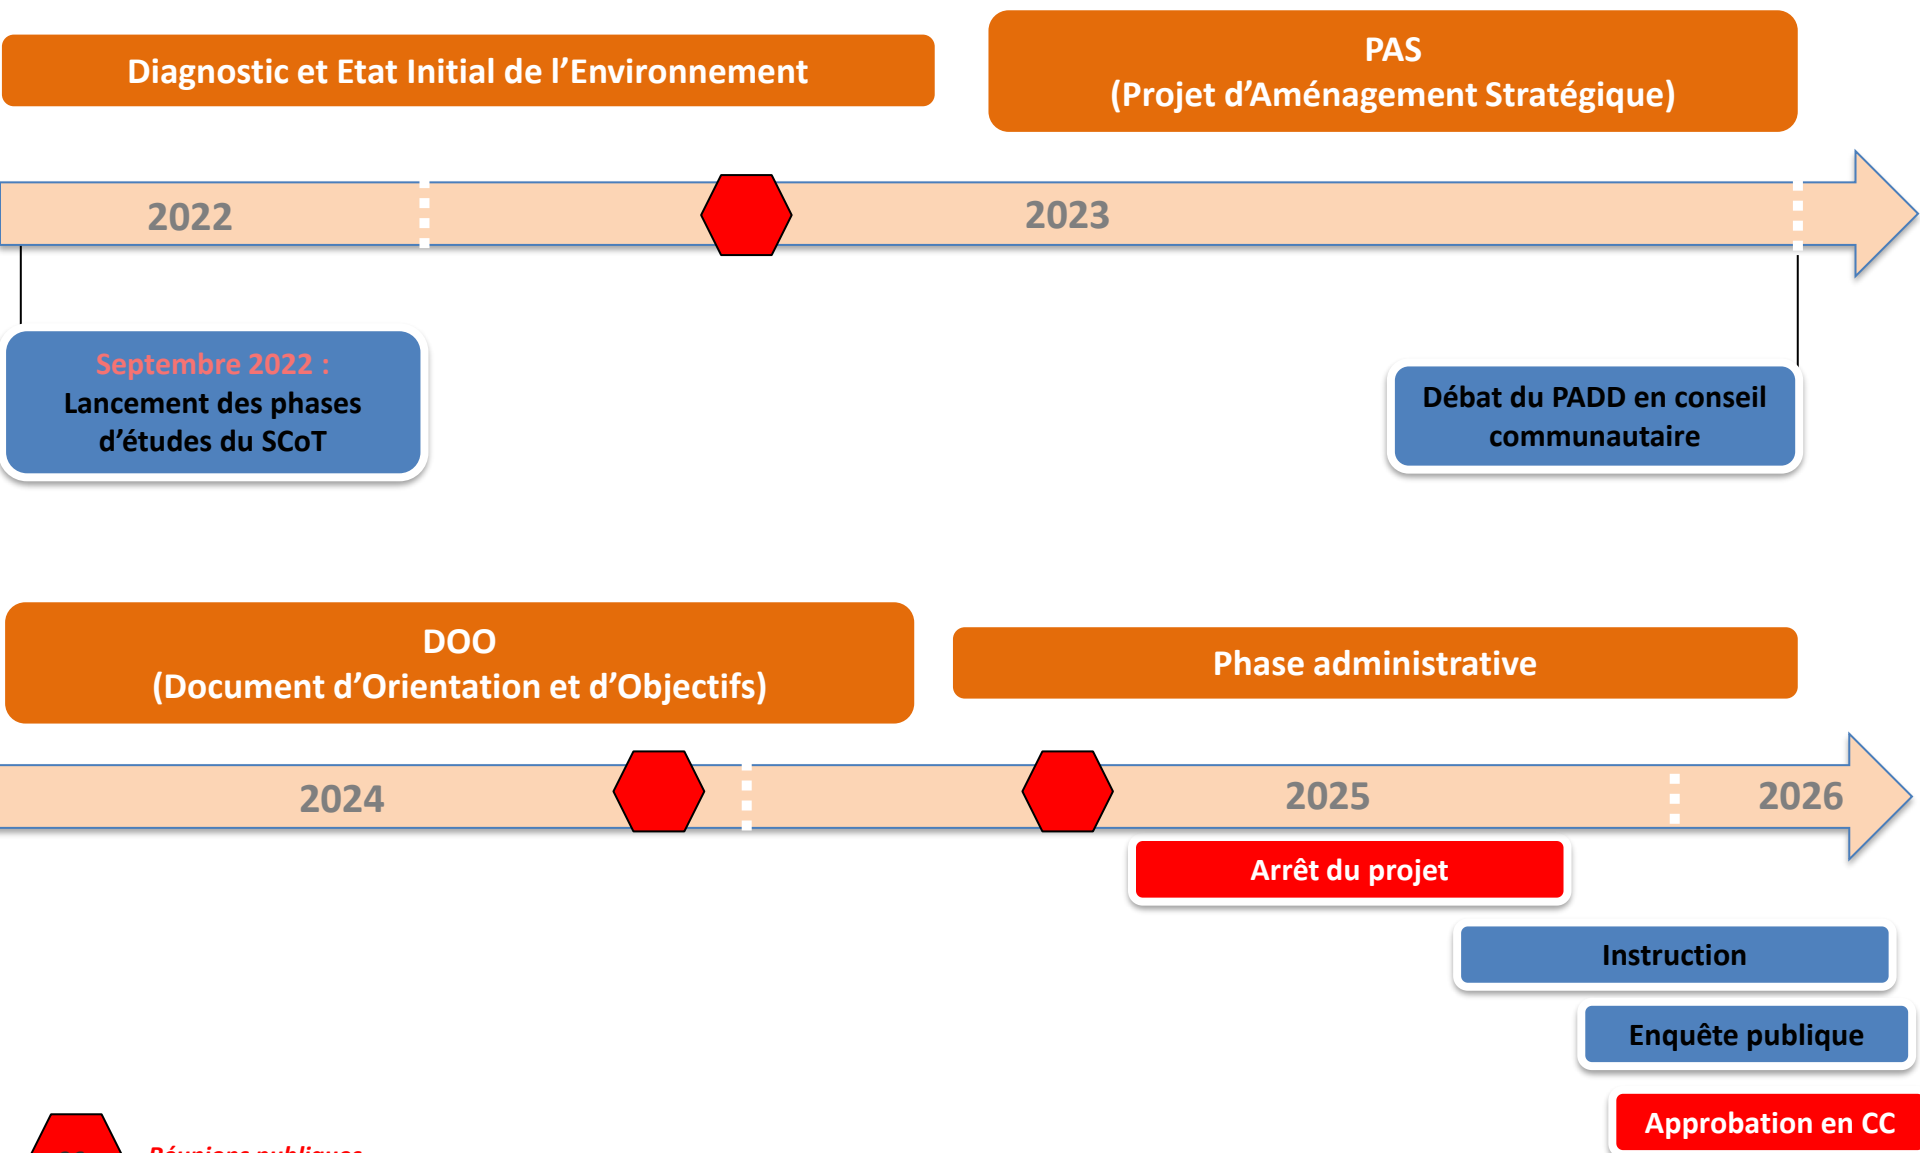 Diagnostic et Etat Initial de l’Environnement
PAS
(Projet d’Aménagement Stratégique)
2022
2023
Septembre 2022 :
Lancement des phases
d’études du SCoT
Débat du PADD en conseil
communautaire
DOO
(Document d’Orientation et d’Objectifs)
Phase administrative
2024
2025
2026
Arrêt du projet
Instruction
Enquête publique
Approbation en CC
Réunions publiques